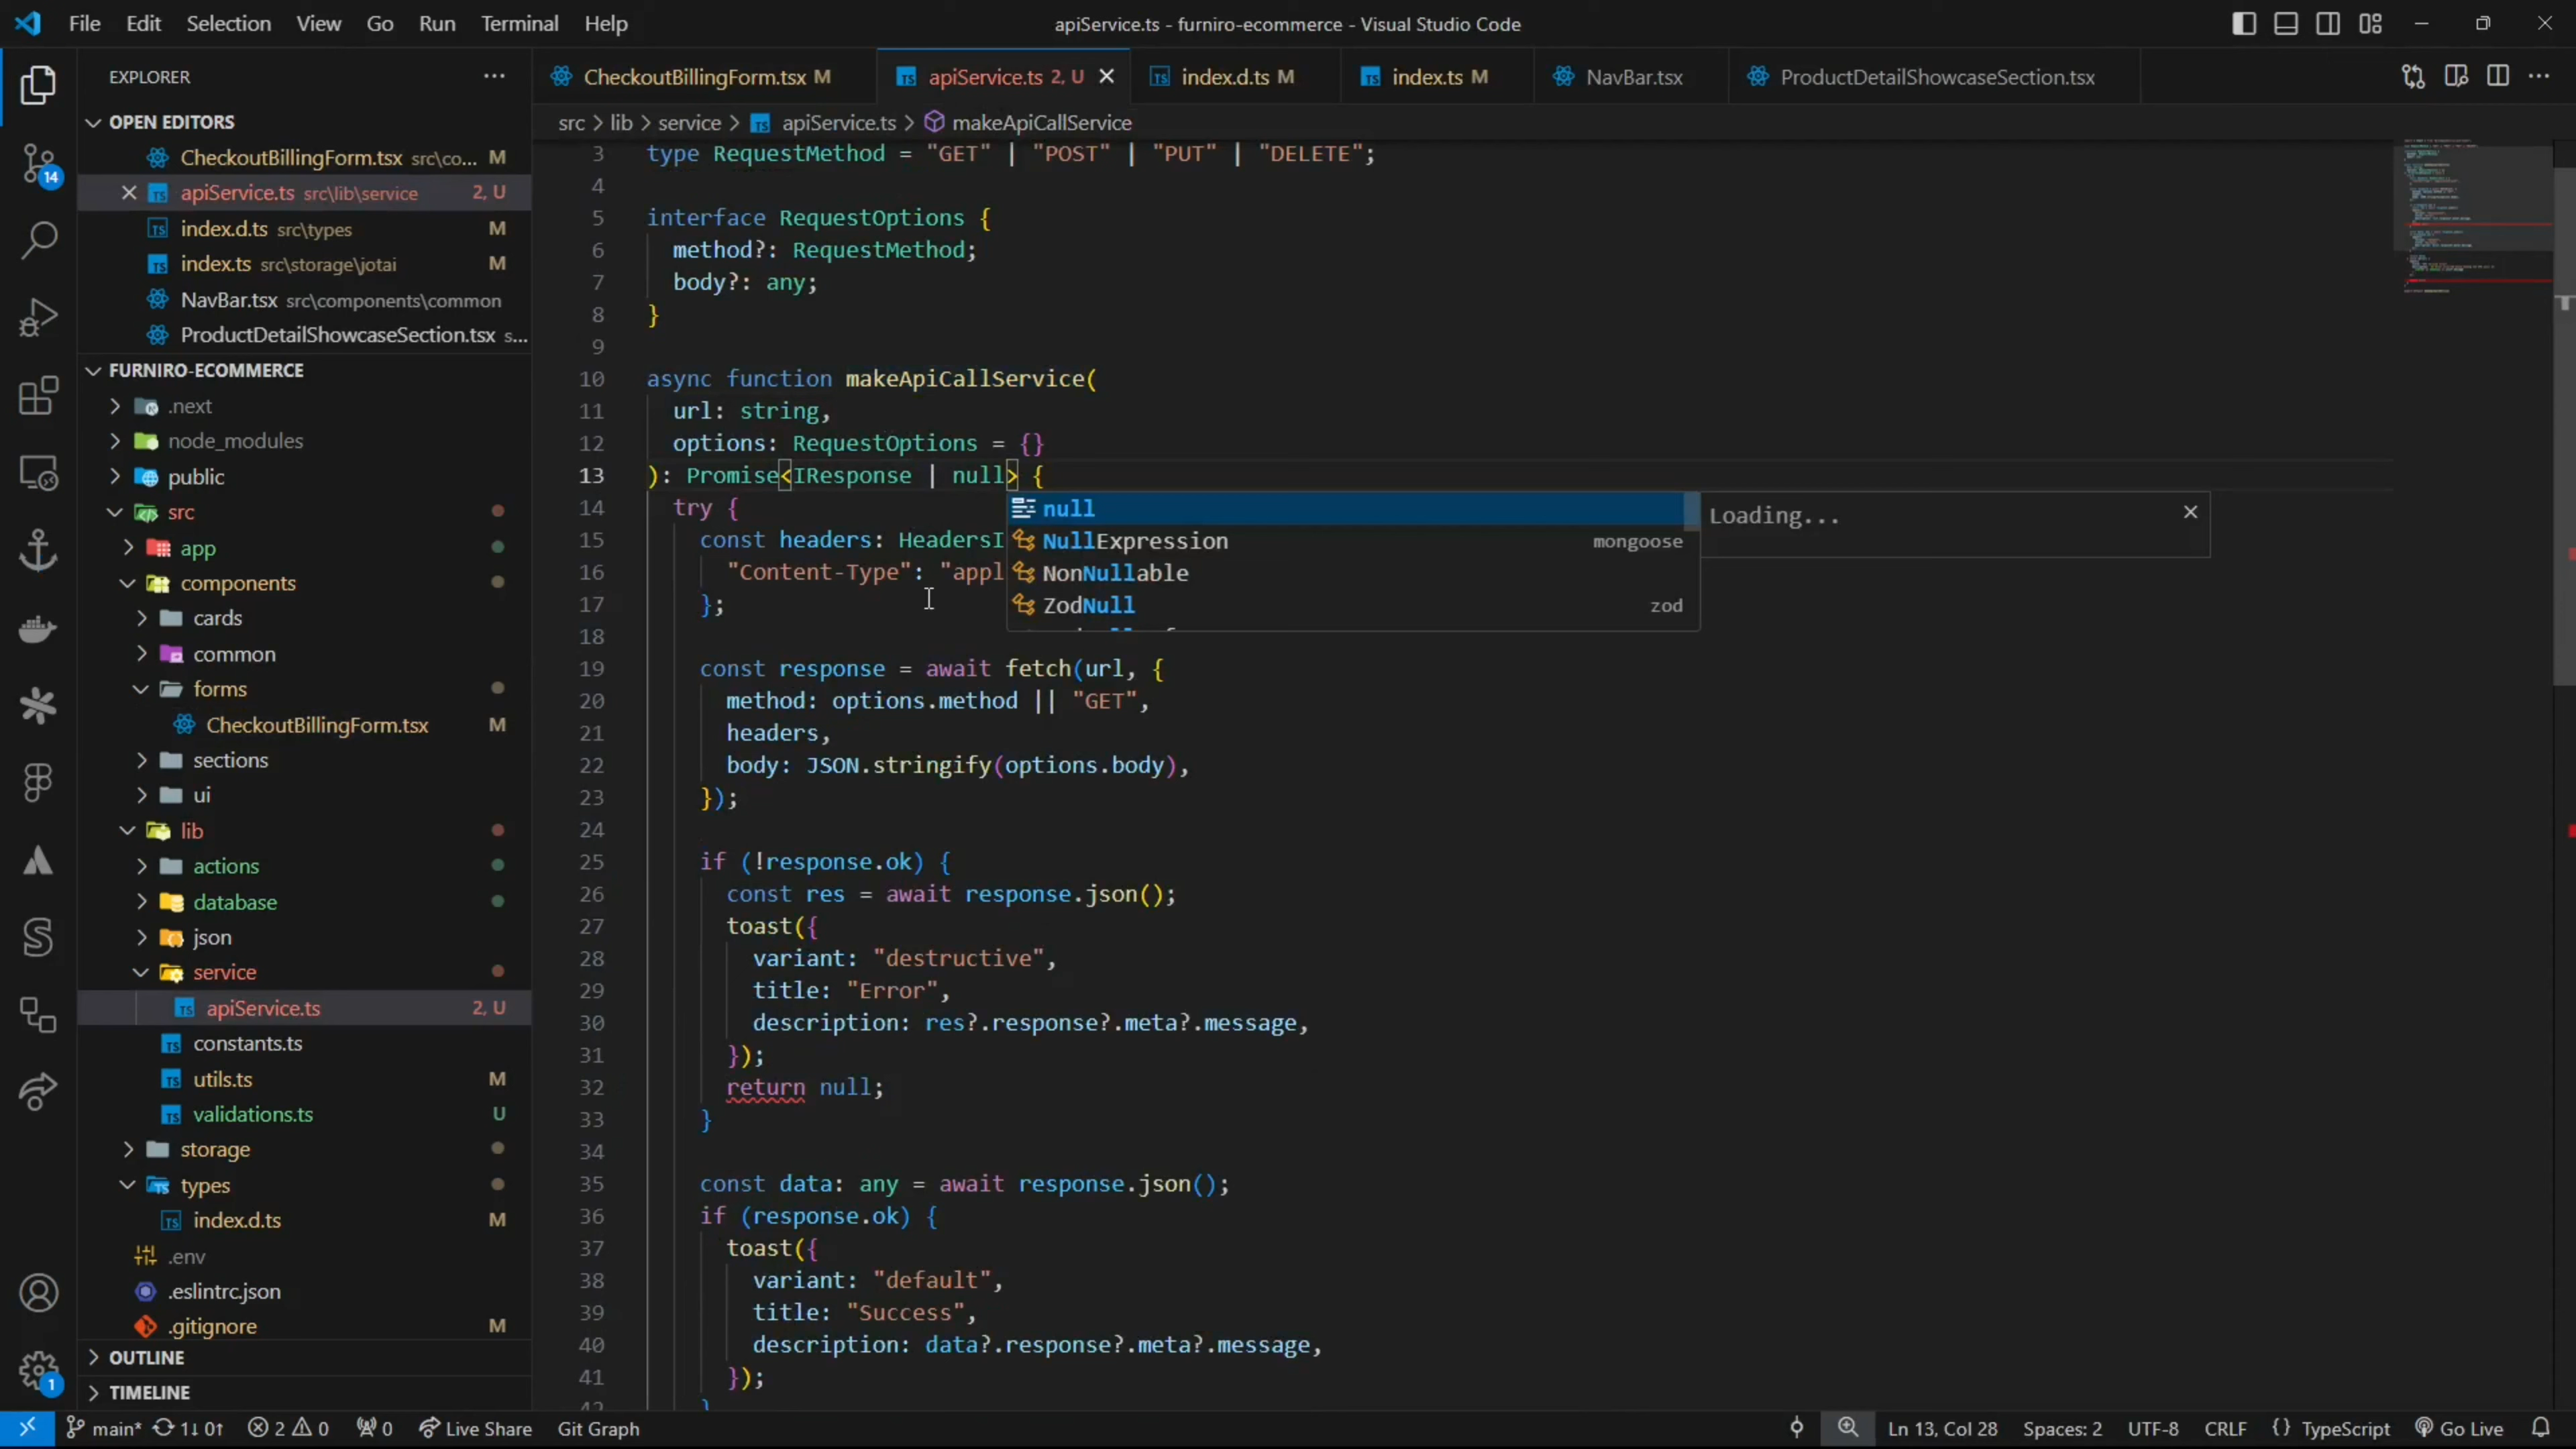 File Edit Selection View Go Run Terminal Help
apiService.ts - furniro-ecommerce - Visual Studio Code
EXPLORER
OPEN EDITORS
CheckoutBillingForm.tsx src\co... M
apiService.ts src\lib\service 2, U
index.d.ts src\types M
index.ts src\storage\jotai M
NavBar.tsx src\components\common
ProductDetailShowcaseSection.tsx s...
FURNIRO-ECOMMERCE
.next
node_modules
public
src
app
components
cards
common
forms
CheckoutBillingForm.tsx M
sections
ui
lib
actions
database
json
service
apiService.ts 2, U
constants.ts
utils.ts M
validations.ts U
storage
types
index.d.ts M
.env
.eslintrc.json
.gitignore M
OUTLINE
TIMELINE
14
1
CheckoutBillingForm.tsx M apiService.ts 2, U index.d.ts M index.ts M NavBar.tsx ProductDetailShowcaseSection.tsx
src > lib > service > apiService.ts > makeApiCallService
3 type RequestMethod = "GET" | "POST" | "PUT" | "DELETE";
4
5 interface RequestOptions {
6 method?: RequestMethod;
7 body?: any;
8 }
9
10 async function makeApiCallService(
11 url: string,
12 options: RequestOptions = {}
13 ): Promise<IResponse | null> {
14 try {
15 const headers: HeadersI
16 "Content-Type": "appl
17 };
18
19 const response = await fetch(url, {
20 method: options.method || "GET",
21 headers,
22 body: JSON.stringify(options.body),
23 });
24
25 if (!response.ok) {
26 const res = await response.json();
27 toast({
28 variant: "destructive",
29 title: "Error",
30 description: res?.response?.meta?.message,
31 });
32 return null;
33 }
34
35 const data: any = await response.json();
36 if (response.ok) {
37 toast({
38 variant: "default",
39 title: "Success",
40 description: data?.response?.meta?.message,
41 });
42 }
null
NullExpression mongoose
NonNullable
ZodNull zod
Loading...
main* 1↓ 0↑ 2 0 0 Live Share Git Graph
Ln 13, Col 28 Spaces: 2 UTF-8 CRLF {} TypeScript Go Live